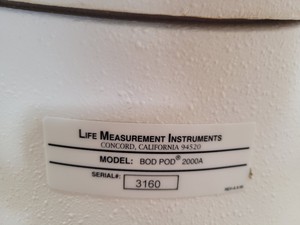 LIFE MEASUREMENT INSTRUMENTS
CONCORD, CALIFORNIA 94520
MODEL: BOD POD® 2000A
SERIAL#: 3160